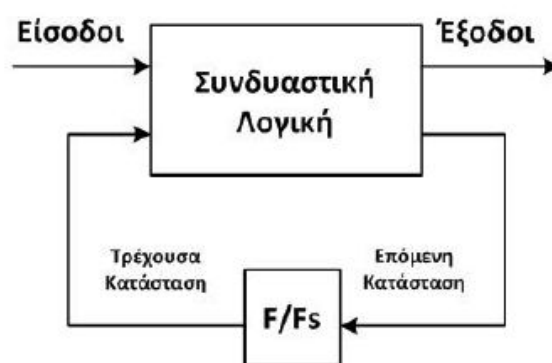 Είσοδοι
Έξοδοι
Συνδυαστική
Λογική
Τρέχουσα
Κατάσταση
Επόμενη
Κατάσταση
F/Fs